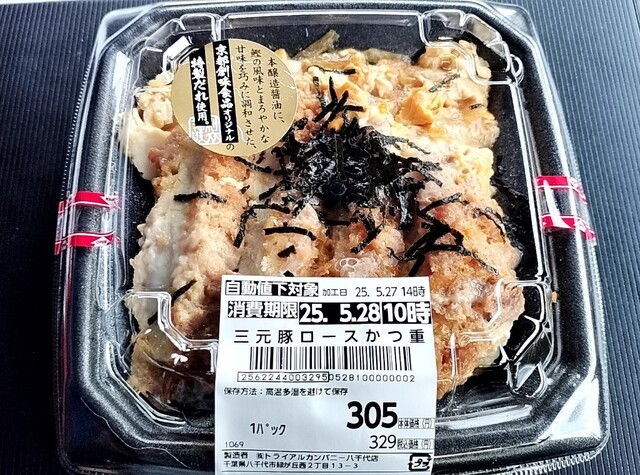 本醸造醤油に、
鰹の風味とまろやかな
甘味を巧みに調和させた、
京都創味食品オリジナルの
特製だれ使用。
自動値下対象 加工日 25. 5.27 14時
消費期限 25. 5.28 10時
三元豚ロースかつ重
2562244003295 0528100000002
保存方法:高温多湿を避けて保存
305 本体価格(円)
1パック
329 税込価格(円)
1069
製造者 ㈱トライアルカンパニー八千代店
千葉県八千代市緑が丘西2丁目13-3